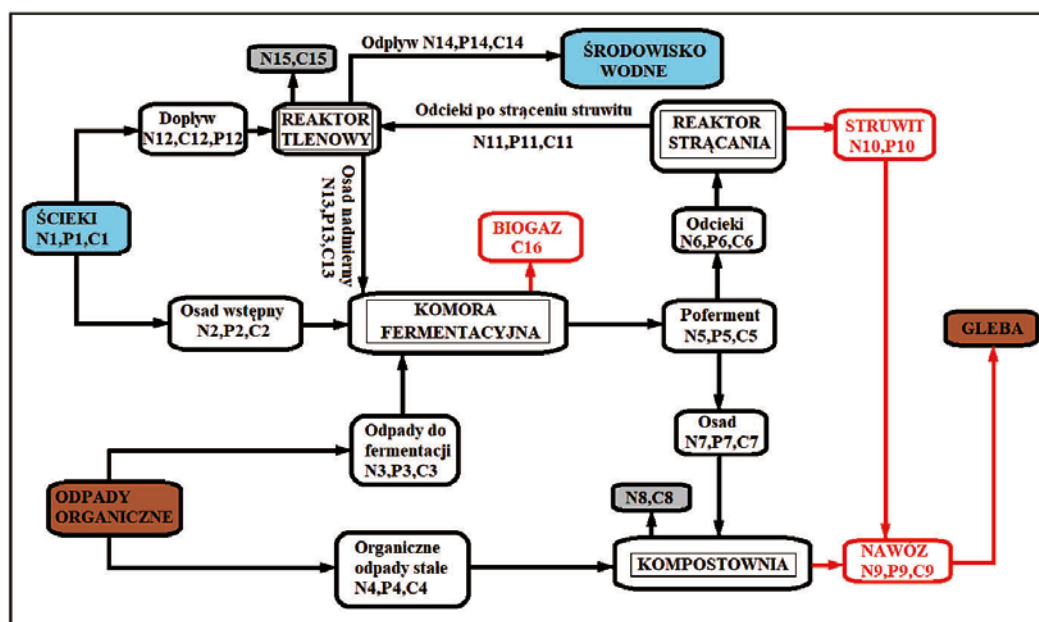 N15,C15
Odpływ N14,P14,C14
ŚRODOWISKO
WODNE
Dopływ
N12,C12,P12
REAKTOR
TLENOWY
Odcieki po strąceniu struwitu
N11,P11,C11
REAKTOR
STRĄCANIA
STRUWIT
N10,P10
ŚCIEKI
N1,P1,C1
Osad nadmierny
N13,P13,C13
BIOGAZ
C16
Odcieki
N6,P6,C6
Osad wstępny
N2,P2,C2
KOMORA
FERMENTACYJNA
Poferment
N5,P5,C5
GLEBA
Odpady do
fermentacji
N3,P3,C3
Osad
N7,P7,C7
ODPADY
ORGANICZNE
N8,C8
Organiczne
odpady stałe
N4,P4,C4
KOMPOSTOWNIA
NAWÓZ
N9,P9,C9